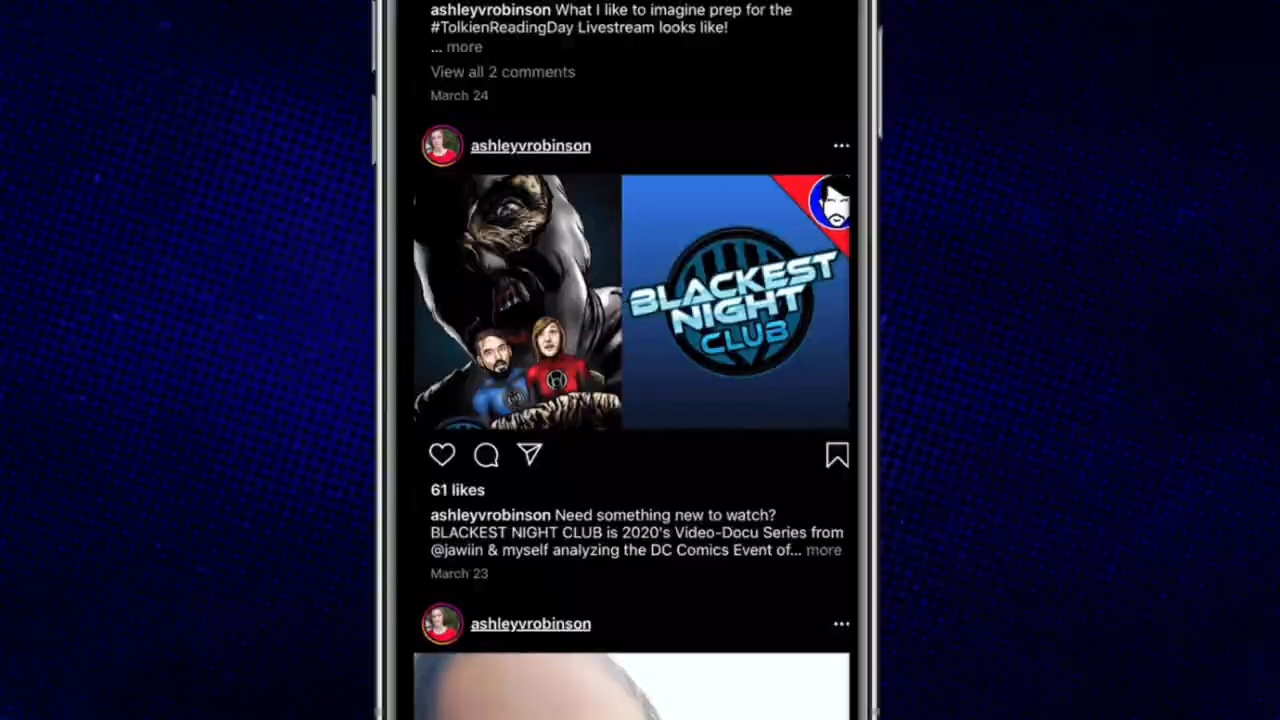 ashleyvrobinson What I like to imagine prep for the
#TolkienReadingDay Livestream looks like!
... more
View all 2 comments
March 24
ashleyvrobinson
BLACKEST
NIGHT
CLUB
61 likes
ashleyvrobinson Need something new to watch?
BLACKEST NIGHT CLUB is 2020's Video-Docu Series from
@jawiin & myself analyzing the DC Comics Event of... more
March 23
ashleyvrobinson